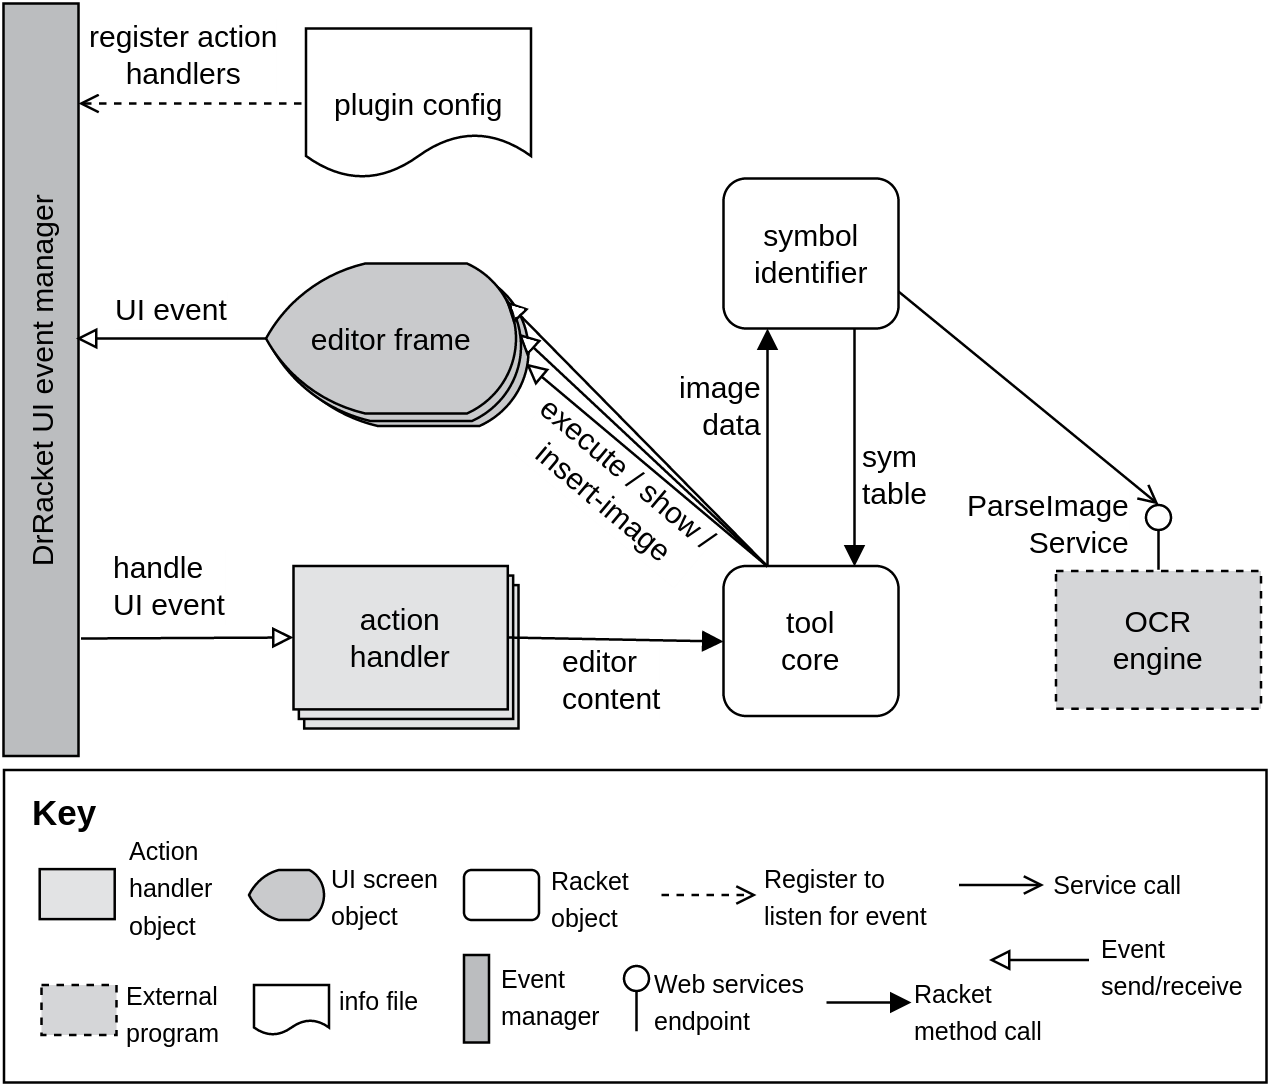 register action
handlers
plugin config
DrRacket UI event manager
symbol
identifier
UI event
editor frame
image
data
execute / show /
insert-image
sym
table
ParseImage
Service
handle
UI event
action
handler
editor
content
tool
core
OCR
engine
Key
Action
handler
object
UI screen
object
Racket
object
Register to
listen for event
Service call
Event
send/receive
External
program
info file
Event
manager
Web services
endpoint
Racket
method call